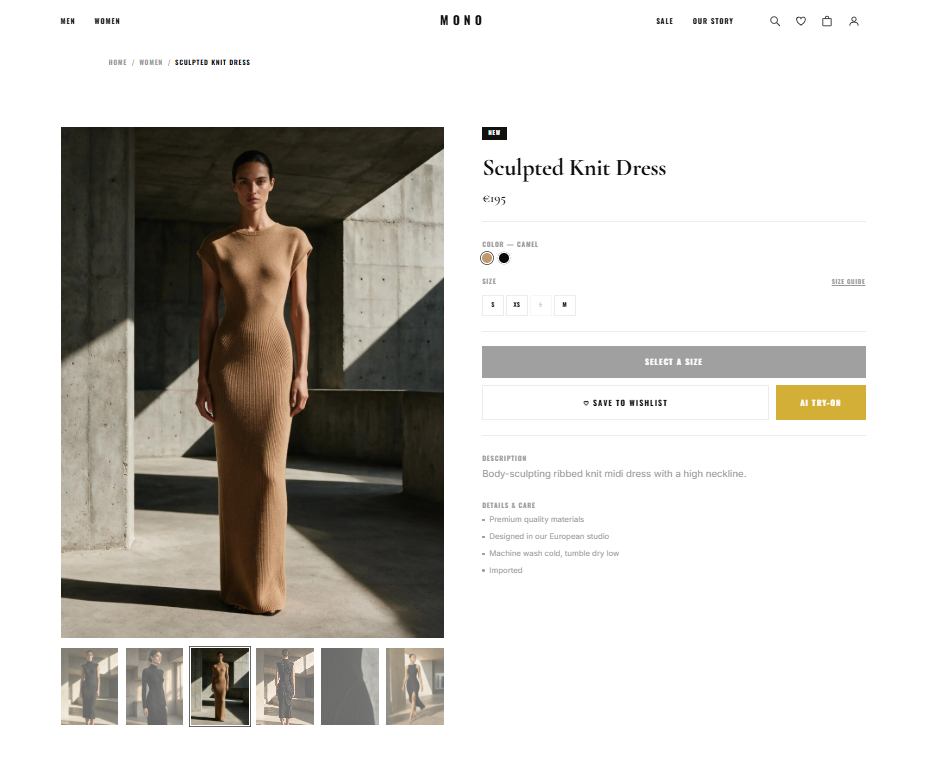 MEN WOMEN MONO SALE OUR STORY
HOME / WOMEN / SCULPTED KNIT DRESS
NEW
Sculpted Knit Dress
€195
COLOR — CAMEL
SIZE SIZE GUIDE
S XS M
SELECT A SIZE
SAVE TO WISHLIST AI TRY-ON
DESCRIPTION
Body-sculpting ribbed knit midi dress with a high neckline.
DETAILS & CARE
Premium quality materials
Designed in our European studio
Machine wash cold, tumble dry low
Imported